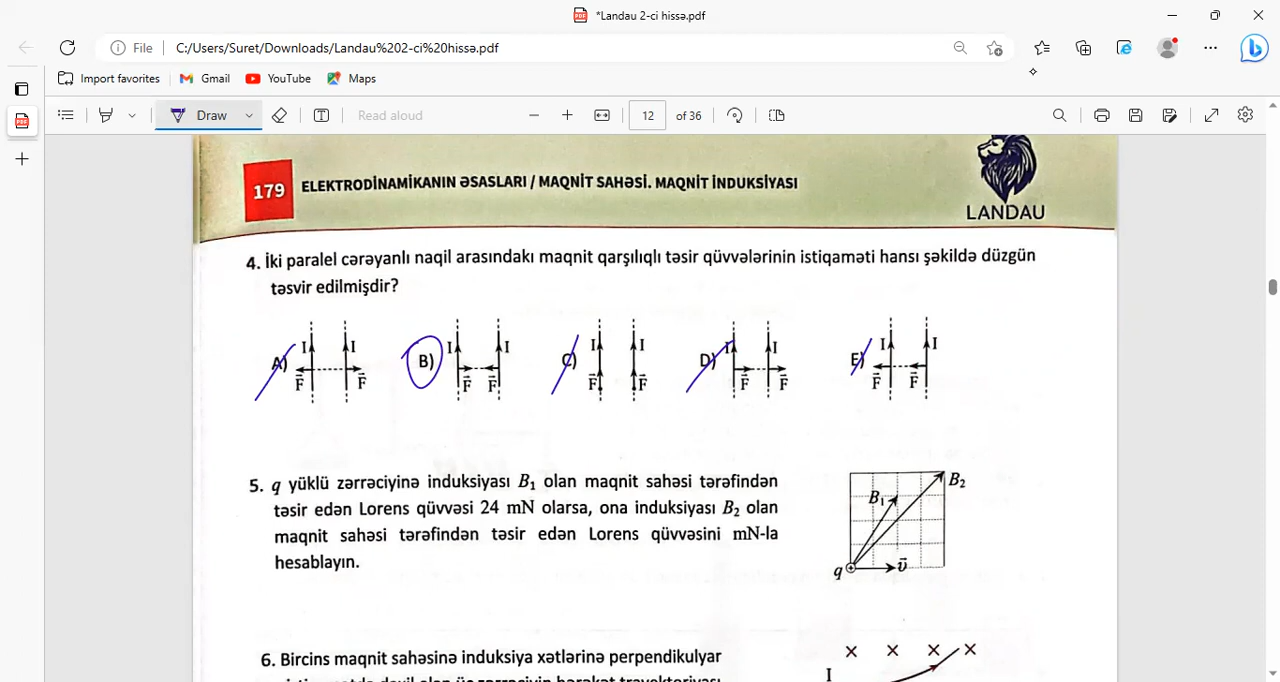 *Landau 2-ci hissə.pdf
File
C:/Users/Suret/Downloads/Landau%202-ci%20hissə.pdf
Import favorites
Gmail
YouTube
Maps
Draw
Read aloud
12 of 36
179 ELEKTRODİNAMİKANIN ƏSASLARI / MAQNİT SAHƏSİ. MAQNİT İNDUKSİYASI
LANDAU
4. İki paralel cərəyanlı naqil arasındakı maqnit qarşılıqlı təsir qüvvələrinin istiqaməti hansı şəkildə düzgün
təsvir edilmişdir?
A) I I F F
B) I I F F
C) I I F F
D) I I F F
E) I I F F
5. q yüklü zərrəciyinə induksiyası B1 olan maqnit sahəsi tərəfindən
təsir edən Lorens qüvvəsi 24 mN olarsa, ona induksiyası B2 olan
maqnit sahəsi tərəfindən təsir edən Lorens qüvvəsini mN-la
hesablayın.
B1 B2
q υ
6. Bircins maqnit sahəsinə induksiya xətlərinə perpendikulyar
I